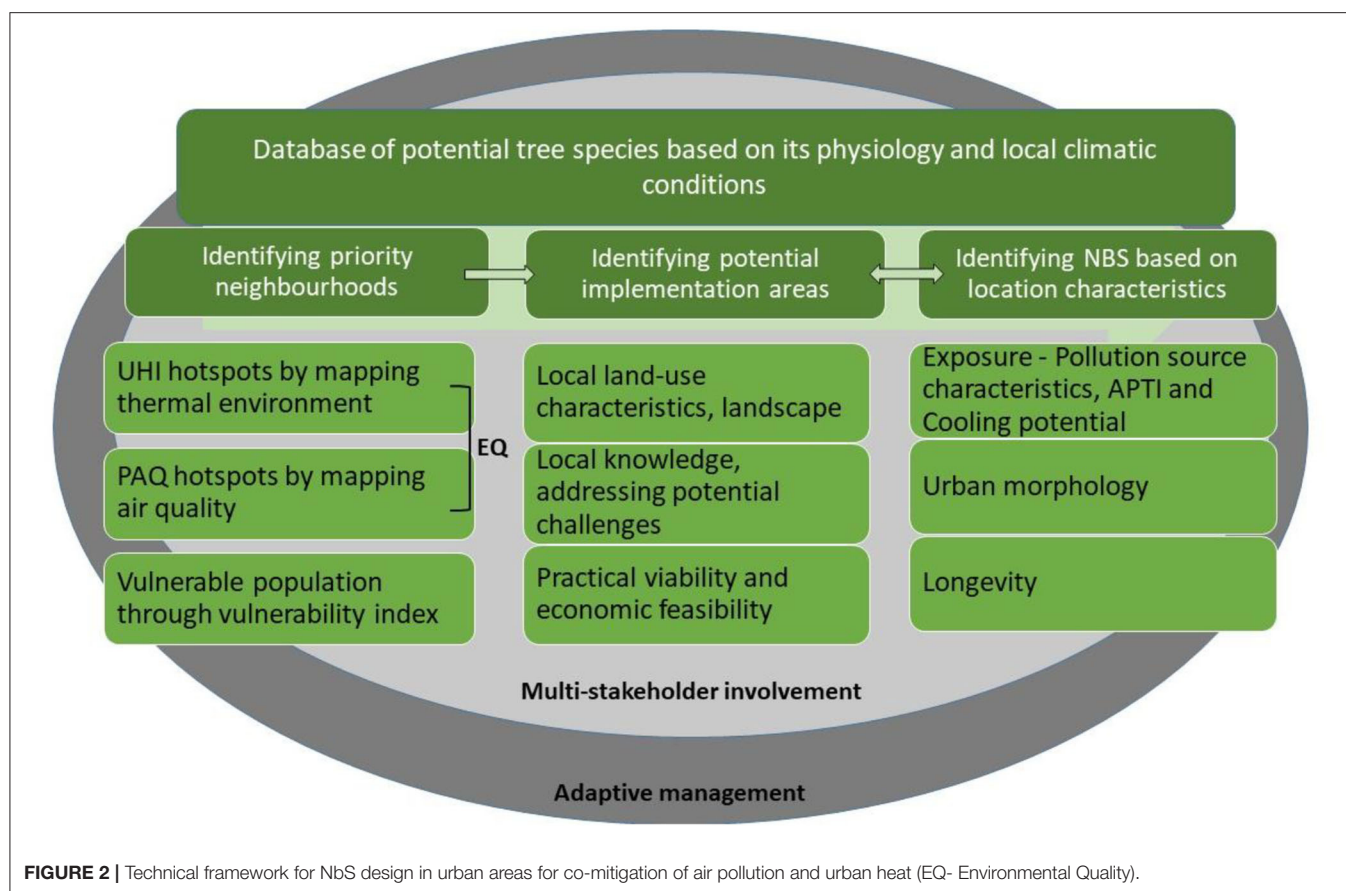 Database of potential tree species based on its physiology and local climatic
conditions
Identifying priority
neighbourhoods
Identifying potential
implementation areas
Identifying NBS based on
location characteristics
UHI hotspots by mapping
thermal environment
PAQ hotspots by mapping
air quality
EQ
Vulnerable population
through vulnerability index
Local land-use
characteristics, landscape
Local knowledge,
addressing potential
challenges
Practical viability and
economic feasibility
Exposure - Pollution source
characteristics, APTI and
Cooling potential
Urban morphology
Longevity
Multi-stakeholder involvement
Adaptive management
FIGURE 2 | Technical framework for NbS design in urban areas for co-mitigation of air pollution and urban heat (EQ- Environmental Quality).